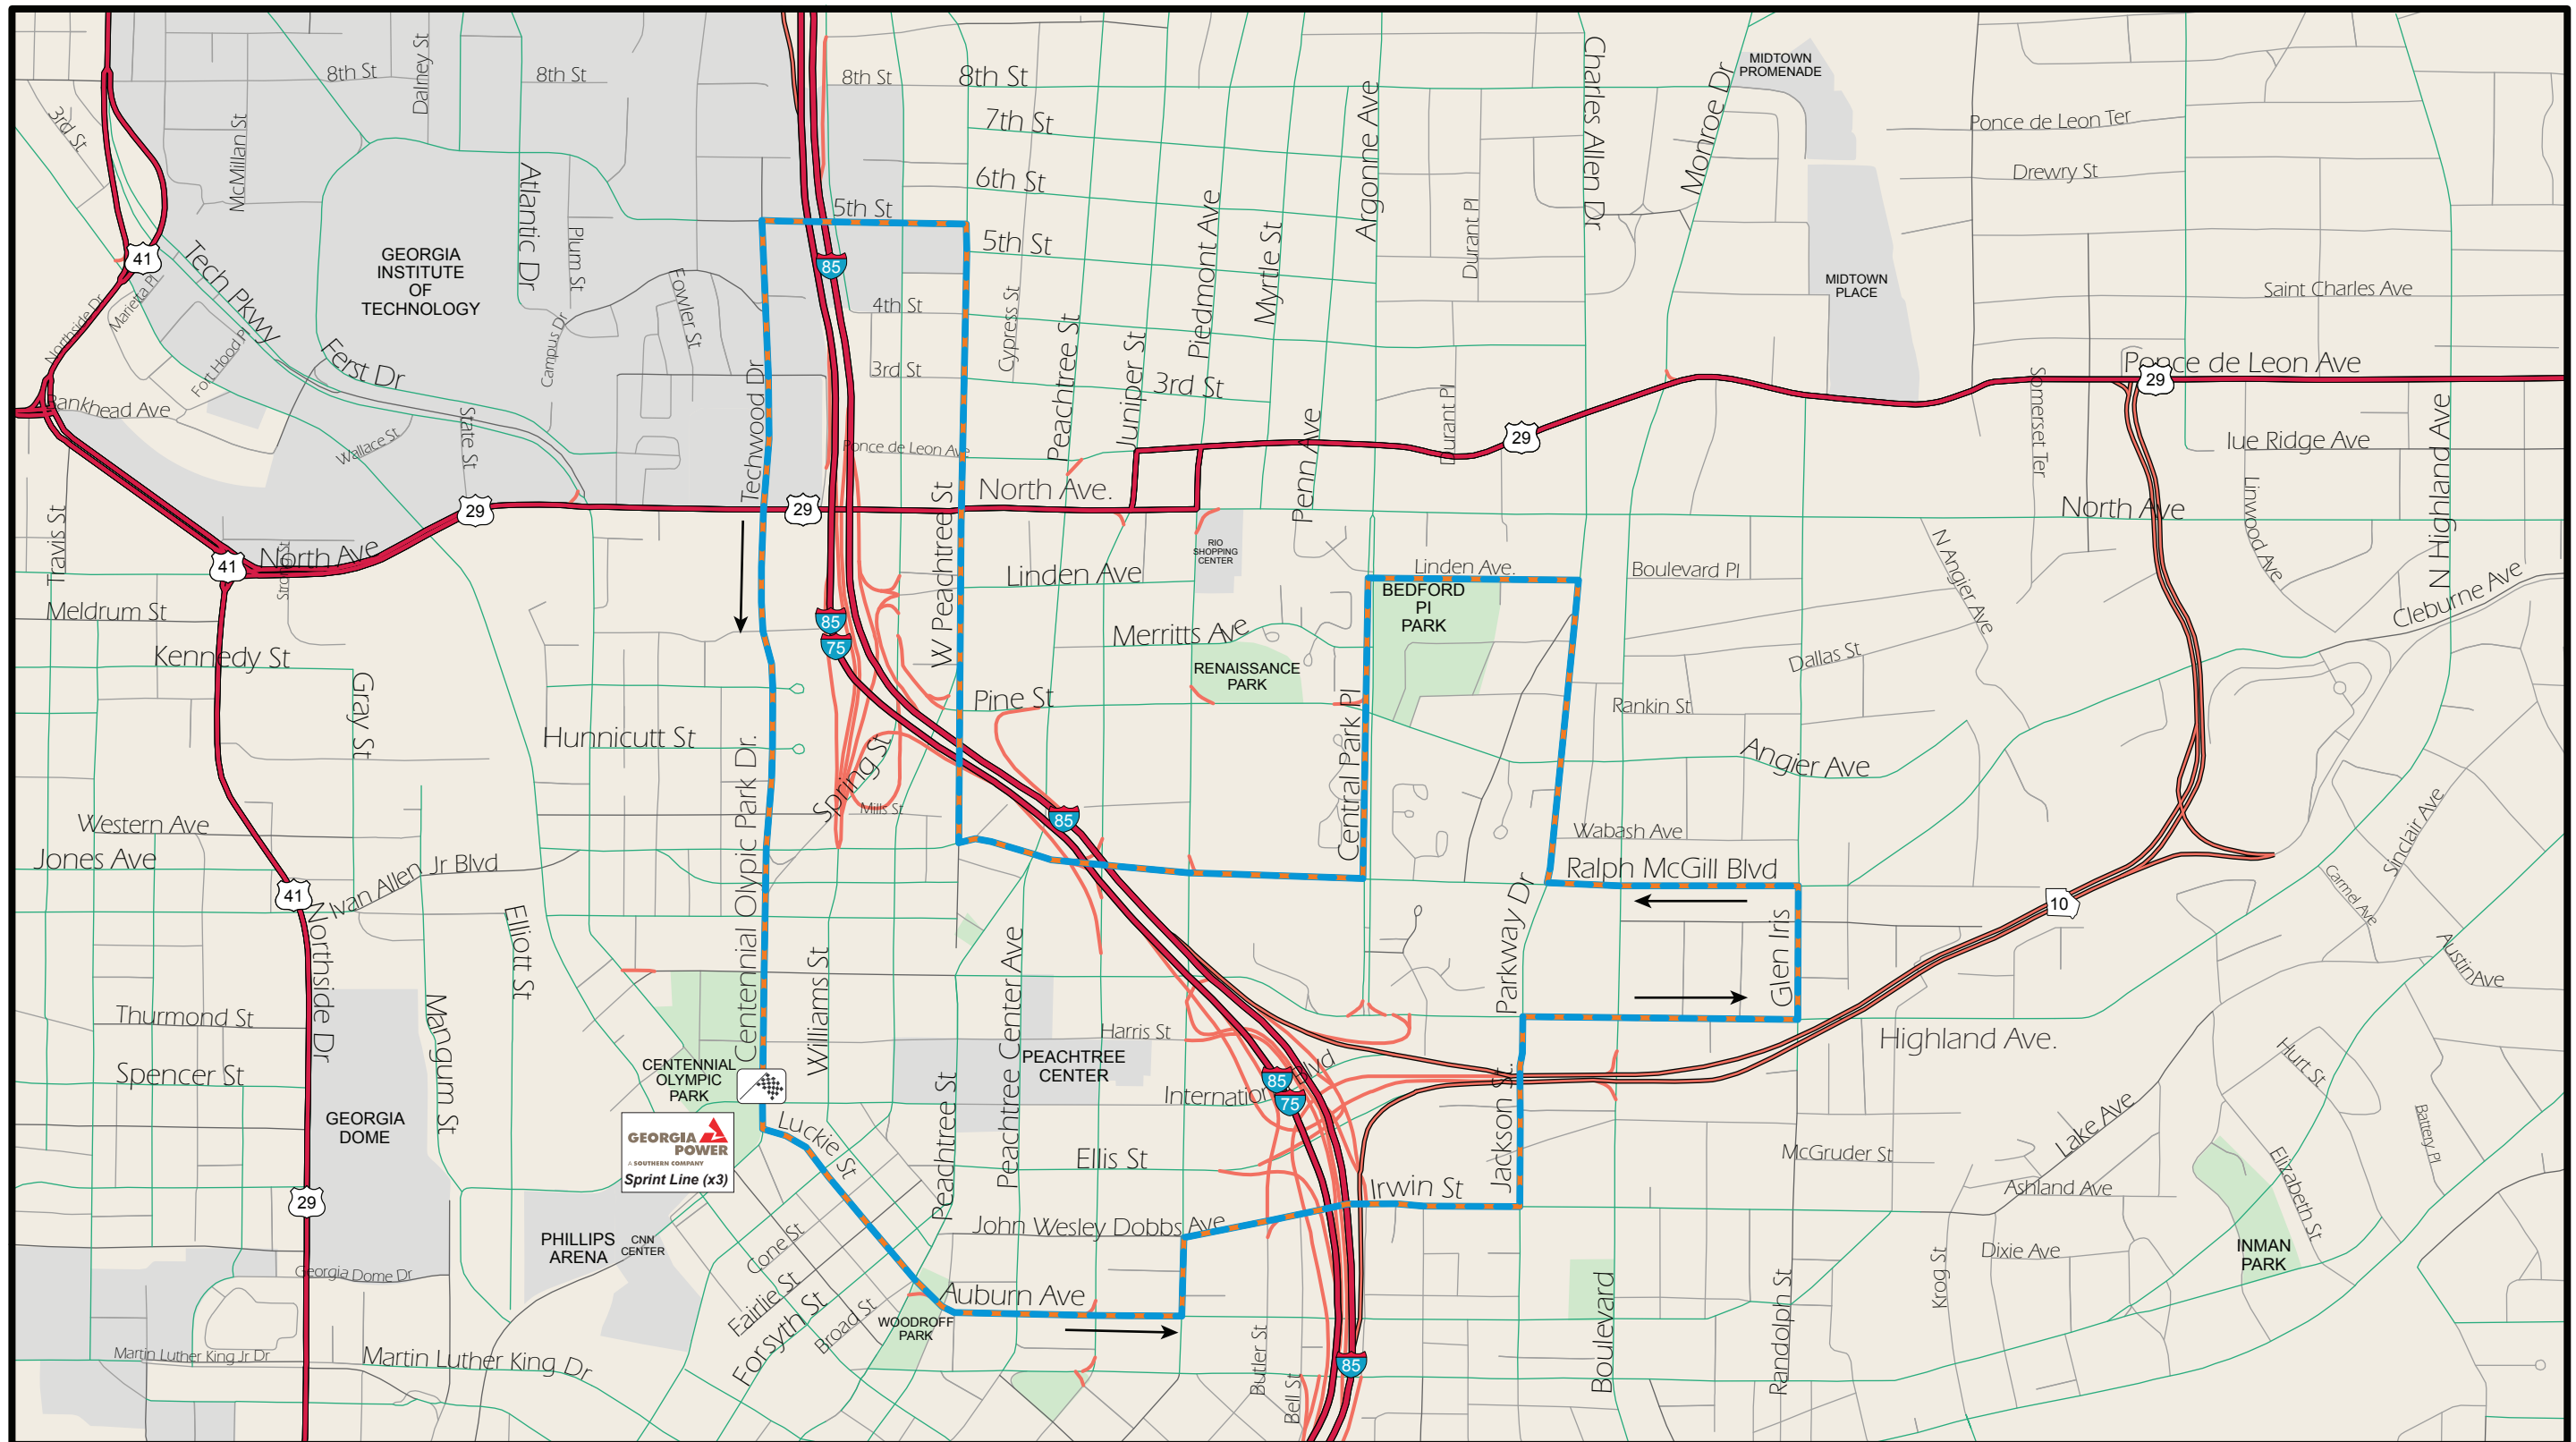 8th St
Dalney St
8th St
8th St
8th St
Charles Allen Dr
Monroe Dr
MIDTOWN
PROMENADE
3rd St
McMillan St
7th St
Argonne Ave
Ponce de Leon Ter
Atlantic Dr
6th St
Drewry St
5th St
Plum St
5th St
Piedmont Ave
Myrtle St
Durant Pl
41
Tech Pkwy
GEORGIA
INSTITUTE
OF
TECHNOLOGY
85
Fowler St
MIDTOWN
PLACE
Saint Charles Ave
Northside Dr
Marietta Pl
Fort Hood Pl
Ferst Dr
Campus Dr
4th St
Cypress St
Peachtree St
Juniper St
3rd St
3rd St
Ponce de Leon Ave
29
Bankhead Ave
Wallace St
State St
Techwood Dr
Ponce de Leon Ave
Penn Ave
Durant Pl
29
Somerset Ter
lue Ridge Ave
N Highland Ave
Linwood Ave
Travis St
29
29
North Ave.
North Ave
North Ave
41
W Peachtree St
RIO
SHOPPING
CENTER
Linden Ave
Linden Ave.
Boulevard Pl
N Angier Ave
Cleburne Ave
Meldrum St
BEDFORD
PI
PARK
85
75
Merritts Ave
Kennedy St
Gray St
RENAISSANCE
PARK
Dallas St
Pine St
Central Park Pl
Rankin St
Hunnicutt St
Centennial Olypic Park Dr.
Spring St
Mills St
Angier Ave
85
Western Ave
Jones Ave
Ivan Allen Jr Blvd
Wabash Ave
Ralph McGill Blvd
Sinclair Ave
Carmel Ave
41
Northside Dr
Elliott St
10
Parkway Dr
Glen Iris
Austin Ave
Peachtree Center Ave
Williams St
Mangum St
Thurmond St
Harris St
Highland Ave.
Spencer St
CENTENNIAL
OLYMPIC
PARK
PEACHTREE
CENTER
85
75
Hurt St
Battery Pl
Lake Ave
GEORGIA
DOME
GEORGIA
POWER
A SOUTHERN COMPANY
Sprint Line (x3)
Luckie St
Peachtree St
Ellis St
Jackson St.
McGruder St
Elizabeth St
29
Irwin St
Ashland Ave
John Wesley Dobbs Ave
PHILLIPS
ARENA
CNN
CENTER
Cone St
Dixie Ave
INMAN
PARK
Georgia Dome Dr
Fairlie St
Forsyth St
Broad St
Auburn Ave
WOODROFF
PARK
Krog St
Randolph St
Boulevard
Martin Luther King Jr Dr
Martin Luther King Dr
Butler St
Bell St
85